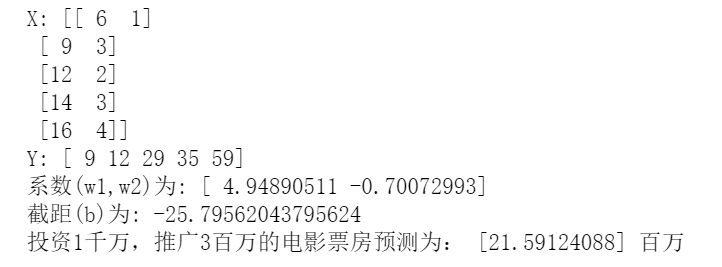 X: [[ 6  1]
 [ 9  3]
 [12  2]
 [14  3]
 [16  4]]
Y: [ 9 12 29 35 59]
系数(w1,w2)为: [ 4.94890511 -0.70072993]
截距(b)为: -25.79562043795624
投资1千万，推广3百万的电影票房预测为： [21.59124088] 百万